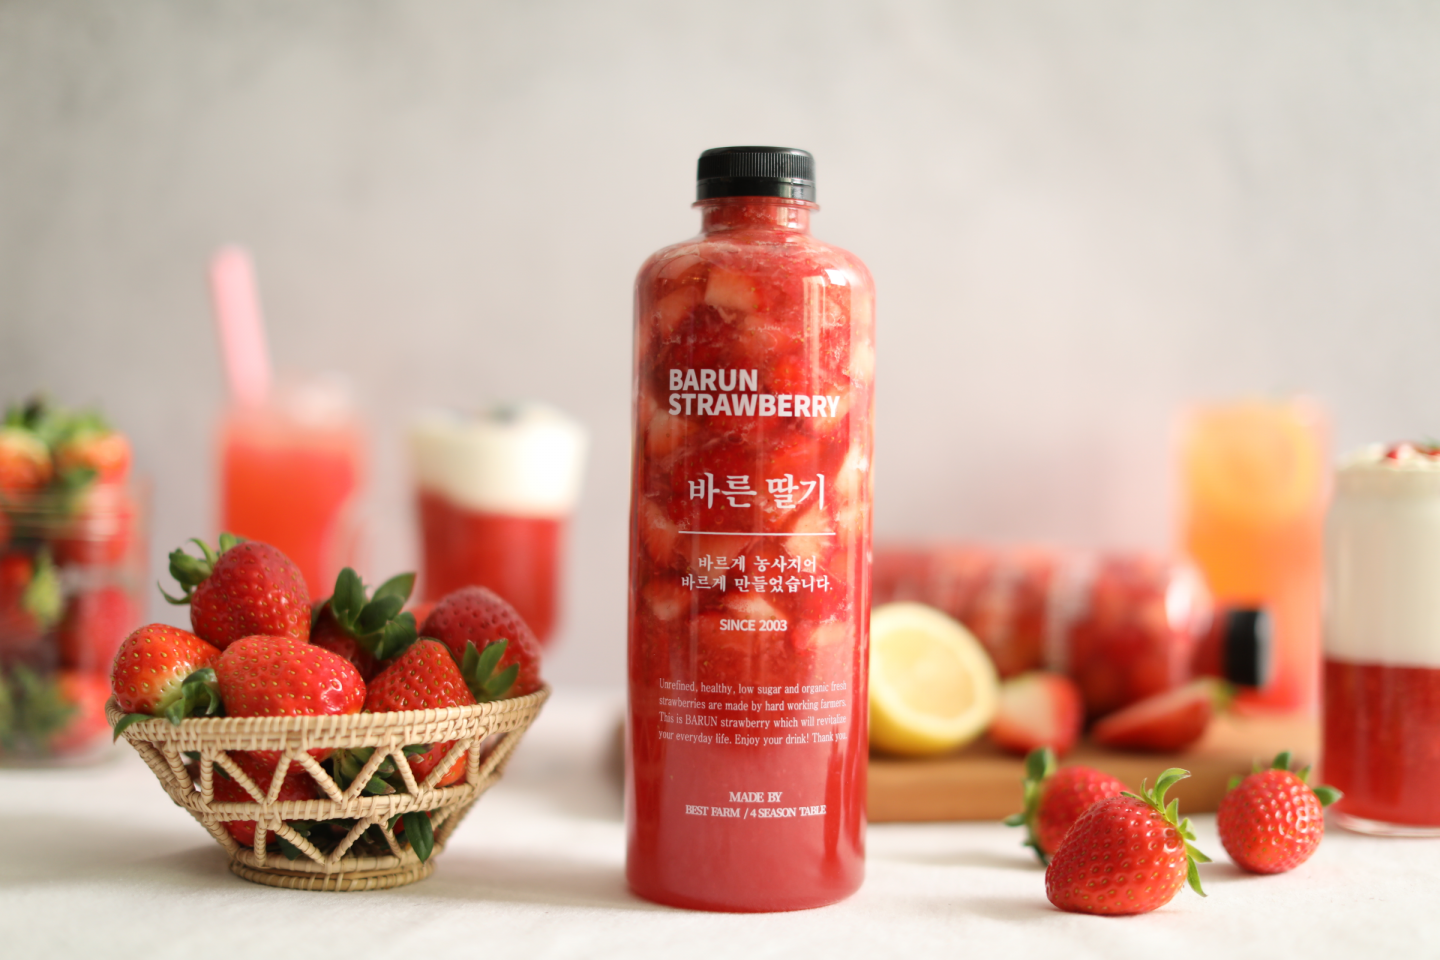 BARUN
STRAWBERRY
바른 딸기
바르게 농사지어
바르게 만들었습니다.
SINCE 2003
Unrefined, healthy, low sugar and organic fresh
strawberries are made by hard working farmers.
This is BARUN strawberry which will revitalize
your everyday life. Enjoy your drink! Thank you.
MADE BY
BEST FARM / 4 SEASON TABLE